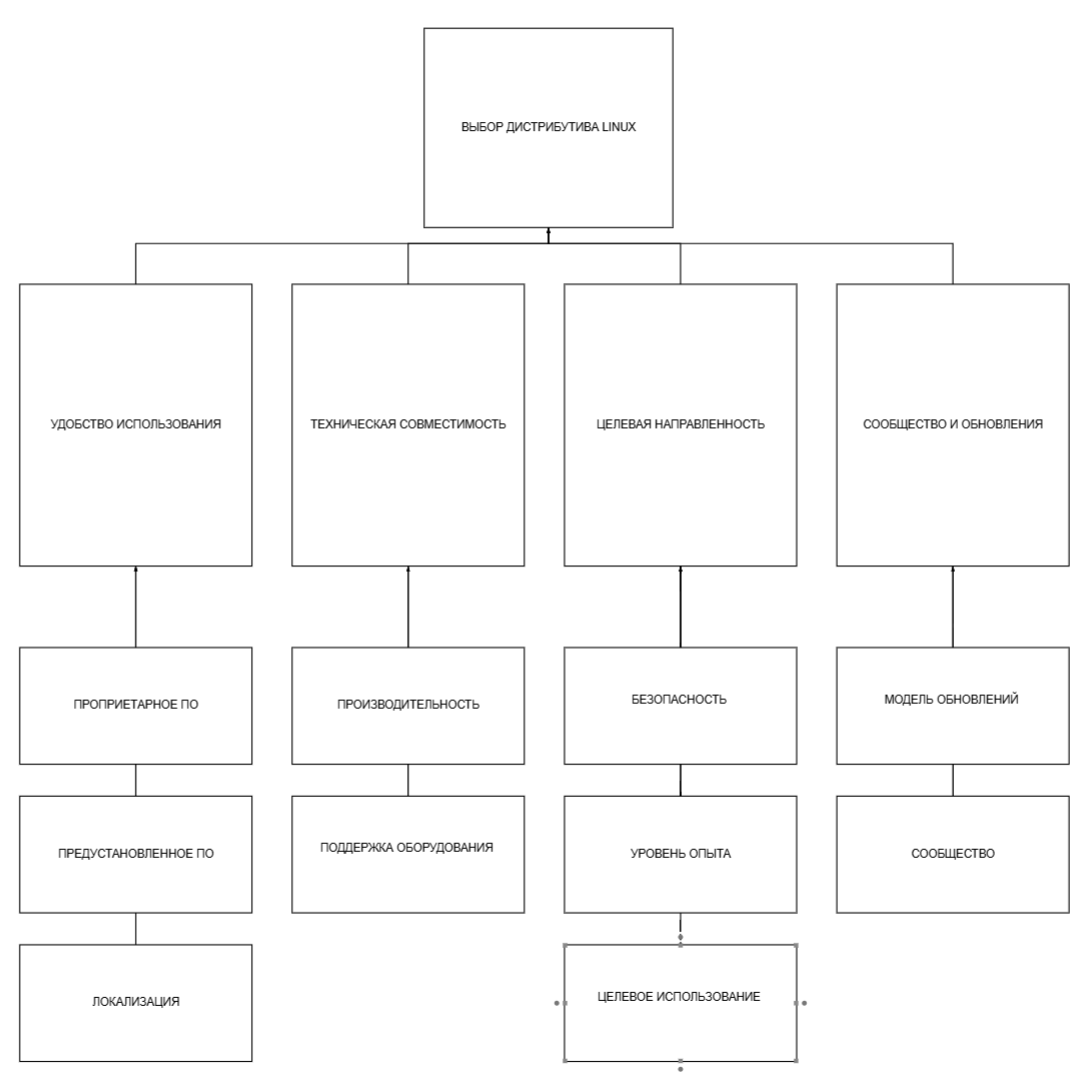 ВЫБОР ДИСТРИБУТИВА LINUX
УДОБСТВО ИСПОЛЬЗОВАНИЯ
ТЕХНИЧЕСКАЯ СОВМЕСТИМОСТЬ
ЦЕЛЕВАЯ НАПРАВЛЕННОСТЬ
СООБЩЕСТВО И ОБНОВЛЕНИЯ
ПРОПРИЕТАРНОЕ ПО
ПРОИЗВОДИТЕЛЬНОСТЬ
БЕЗОПАСНОСТЬ
МОДЕЛЬ ОБНОВЛЕНИЙ
ПРЕДУСТАНОВЛЕННОЕ ПО
ПОДДЕРЖКА ОБОРУДОВАНИЯ
УРОВЕНЬ ОПЫТА
СООБЩЕСТВО
ЛОКАЛИЗАЦИЯ
ЦЕЛЕВОЕ ИСПОЛЬЗОВАНИЕ